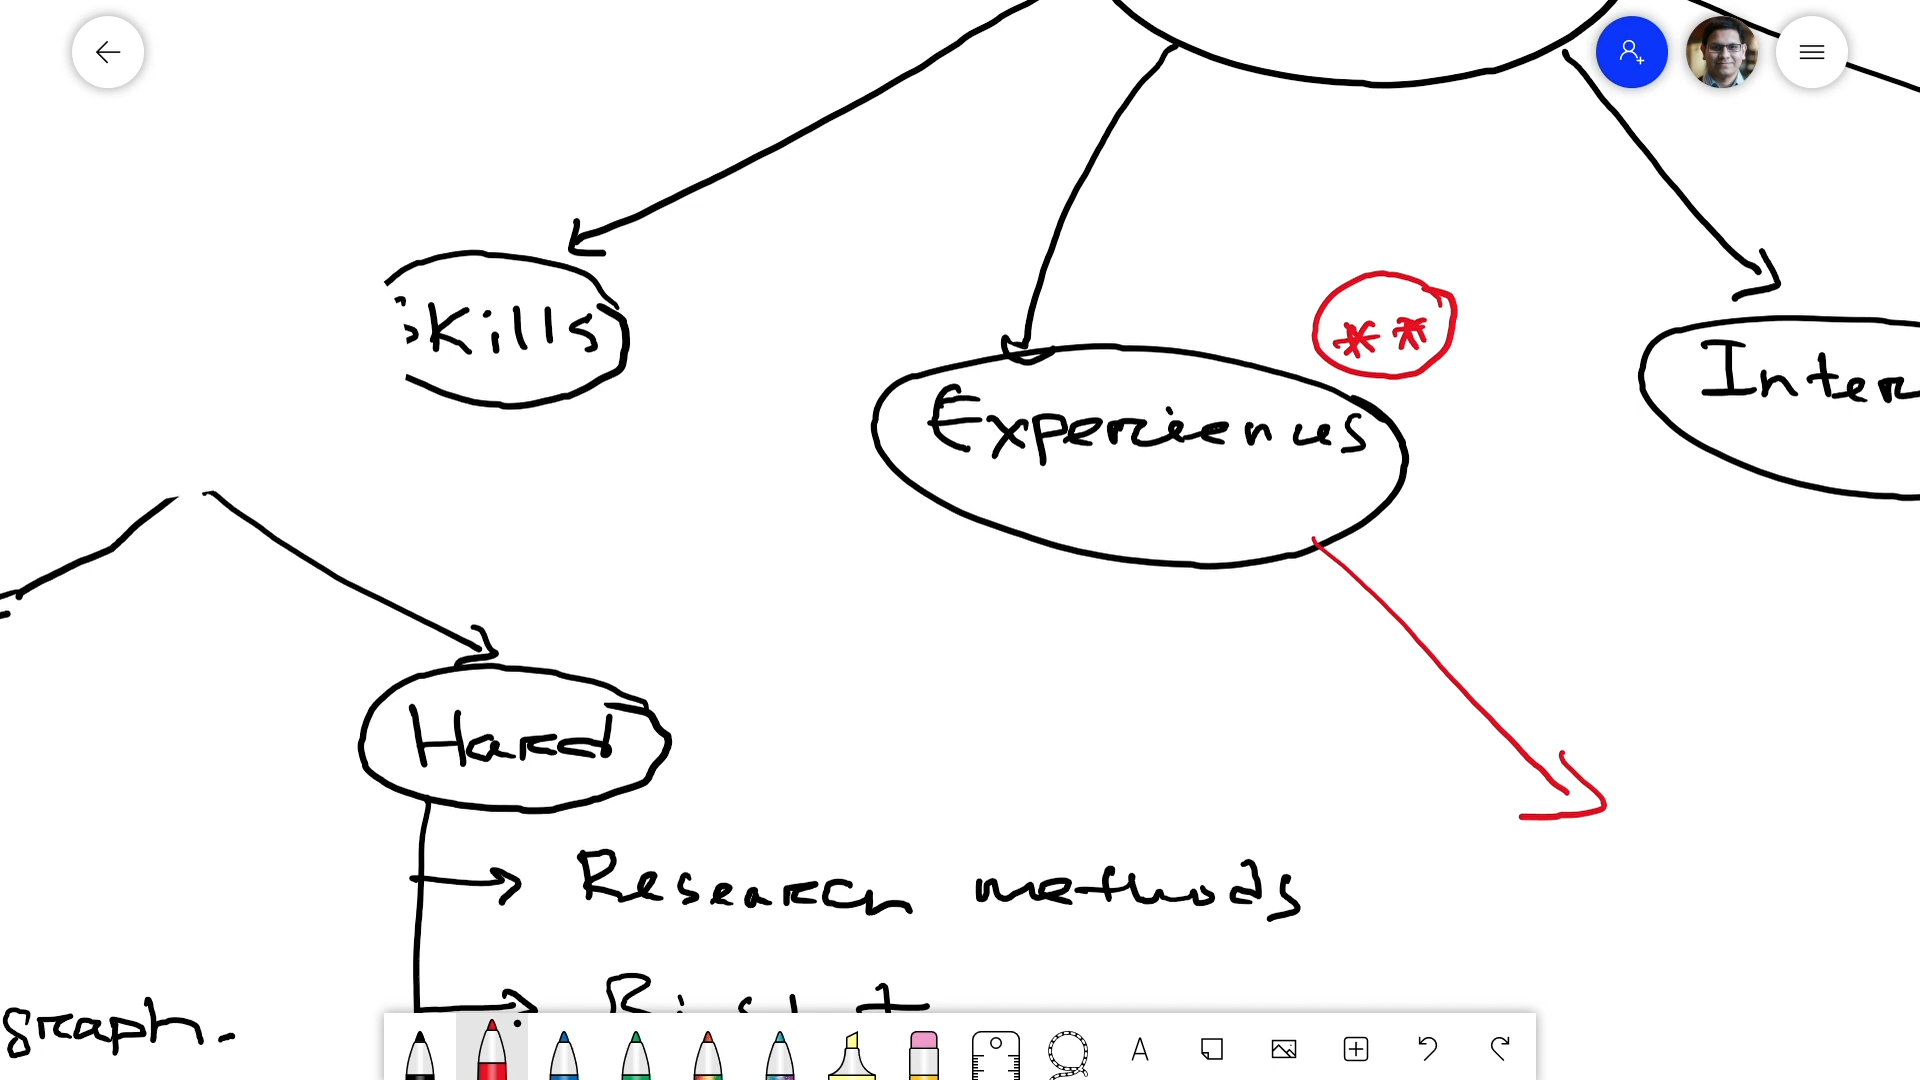 Skills
**
Experiences
Inter
Hard
Research methods
graph.